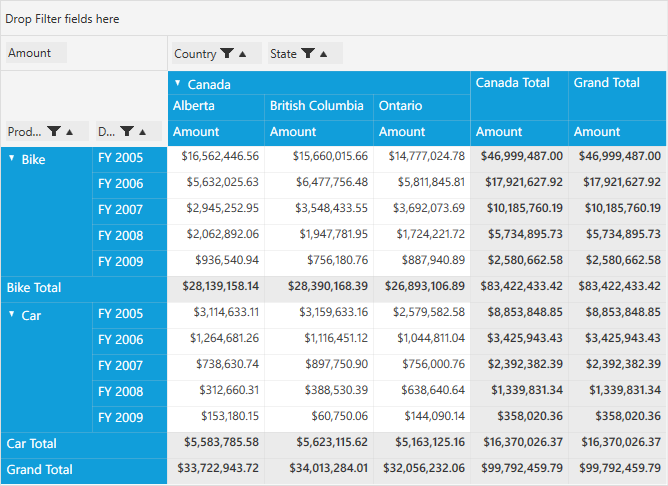 Drop Filter fields here
Amount Country State
Canada Canada Total Grand Total
Alberta British Columbia Ontario
Prod... D... Amount Amount Amount Amount Amount
Bike FY 2005 $16,562,446.56 $15,660,015.66 $14,777,024.78 $46,999,487.00 $46,999,487.00
FY 2006 $5,632,025.63 $6,477,756.48 $5,811,845.81 $17,921,627.92 $17,921,627.92
FY 2007 $2,945,252.95 $3,548,433.55 $3,692,073.69 $10,185,760.19 $10,185,760.19
FY 2008 $2,062,892.06 $1,947,781.95 $1,724,221.72 $5,734,895.73 $5,734,895.73
FY 2009 $936,540.94 $756,180.76 $887,940.89 $2,580,662.58 $2,580,662.58
Bike Total $28,139,158.14 $28,390,168.39 $26,893,106.89 $83,422,433.42 $83,422,433.42
Car FY 2005 $3,114,633.11 $3,159,633.16 $2,579,582.58 $8,853,848.85 $8,853,848.85
FY 2006 $1,264,681.26 $1,116,451.12 $1,044,811.04 $3,425,943.43 $3,425,943.43
FY 2007 $738,630.74 $897,750.90 $756,000.76 $2,392,382.39 $2,392,382.39
FY 2008 $312,660.31 $388,530.39 $638,640.64 $1,339,831.34 $1,339,831.34
FY 2009 $153,180.15 $60,750.06 $144,090.14 $358,020.36 $358,020.36
Car Total $5,583,785.58 $5,623,115.62 $5,163,125.16 $16,370,026.37 $16,370,026.37
Grand Total $33,722,943.72 $34,013,284.01 $32,056,232.06 $99,792,459.79 $99,792,459.79